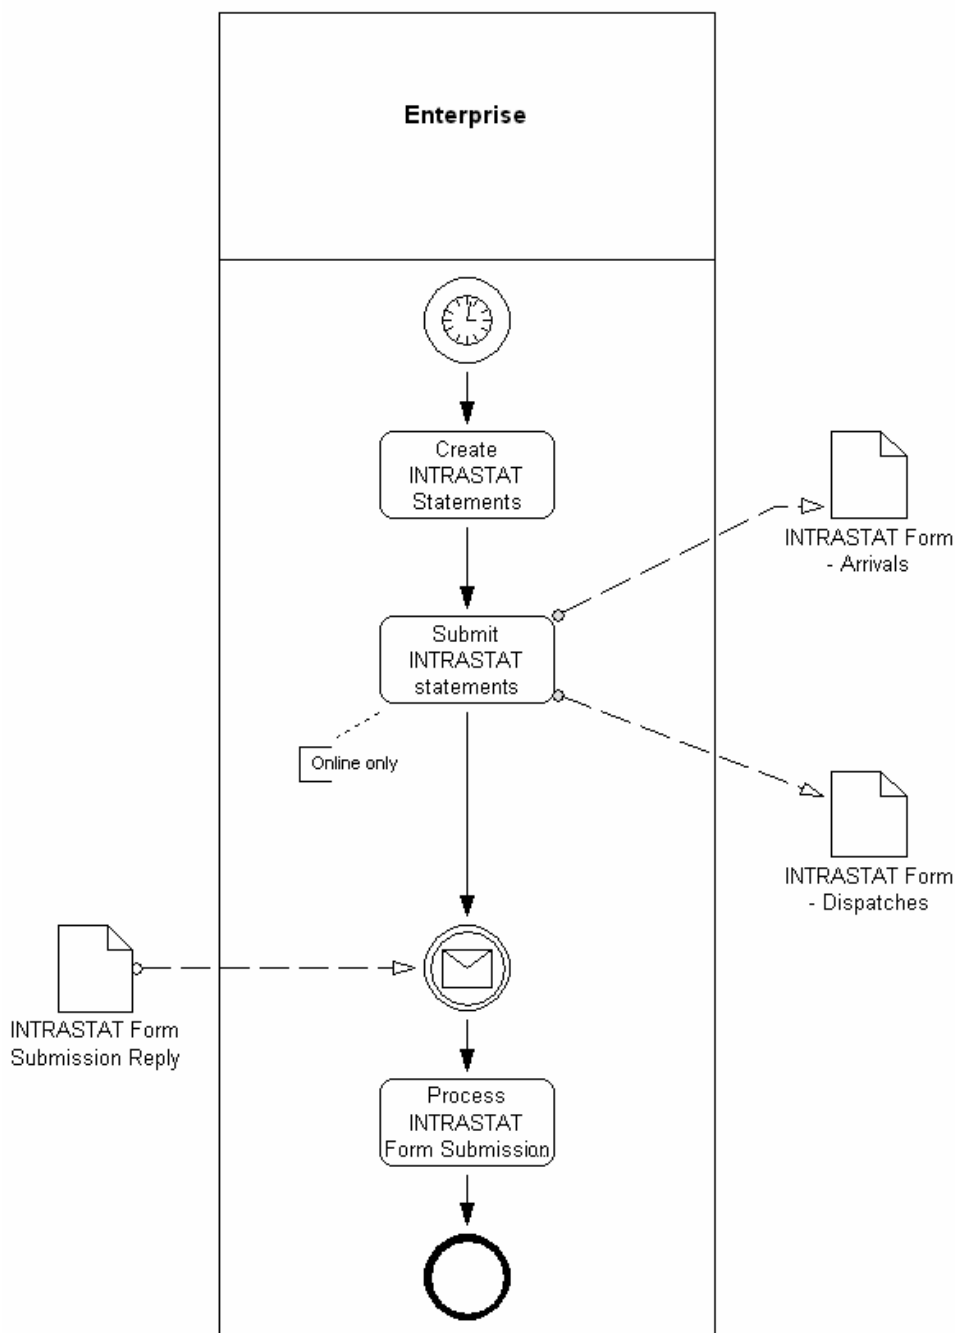 Enterprise
Create
INTRASTAT
Statements
INTRASTAT Form
- Arrivals
Submit
INTRASTAT
statements
Online only
INTRASTAT Form
- Dispatches
INTRASTAT Form
Submission Reply
Process
INTRASTAT
Form Submission